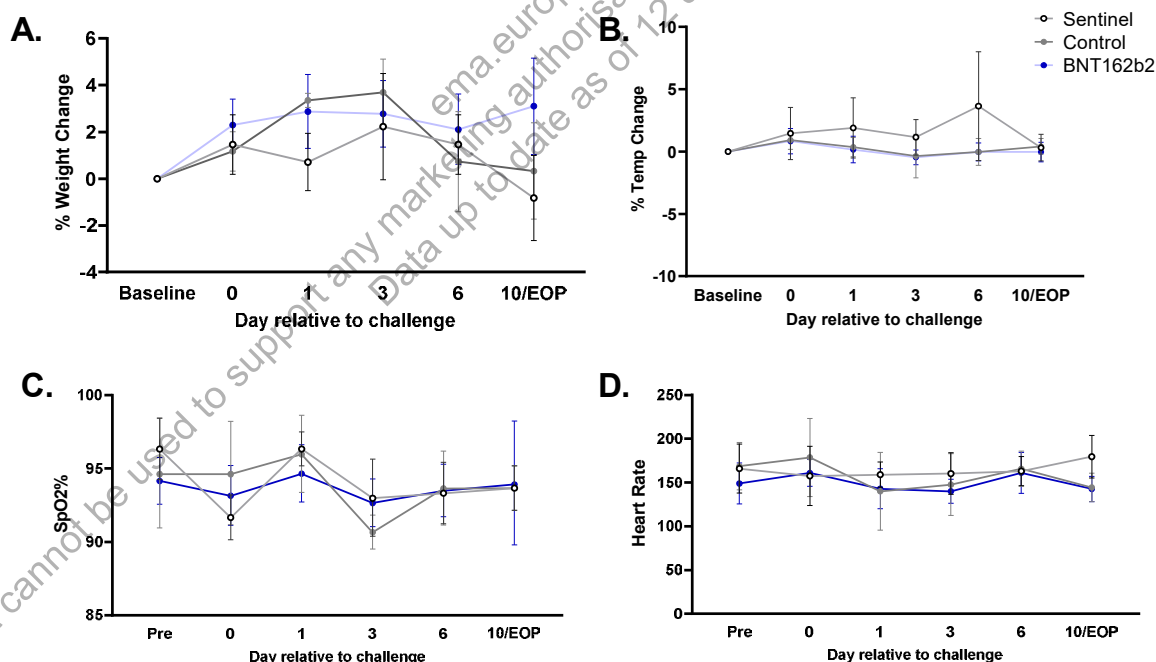 A.
6
4
2
0
-2
-4
% Weight Change
Baseline 0 1 3 6 10/EOP
Day relative to challenge
B.
10
5
0
-5
-10
% Temp Change
Baseline 0 1 3 6 10/EOP
Day relative to challenge
Sentinel
Control
BNT162b2
C.
100
95
90
85
SpO2%
Pre 0 1 3 6 10/EOP
Day relative to challenge
D.
250
200
150
100
50
0
Heart Rate
Pre 0 1 3 6 10/EOP
Day relative to challenge
ema.europ
cannot be used to support any marketing authorisa
Data up to date as of 12